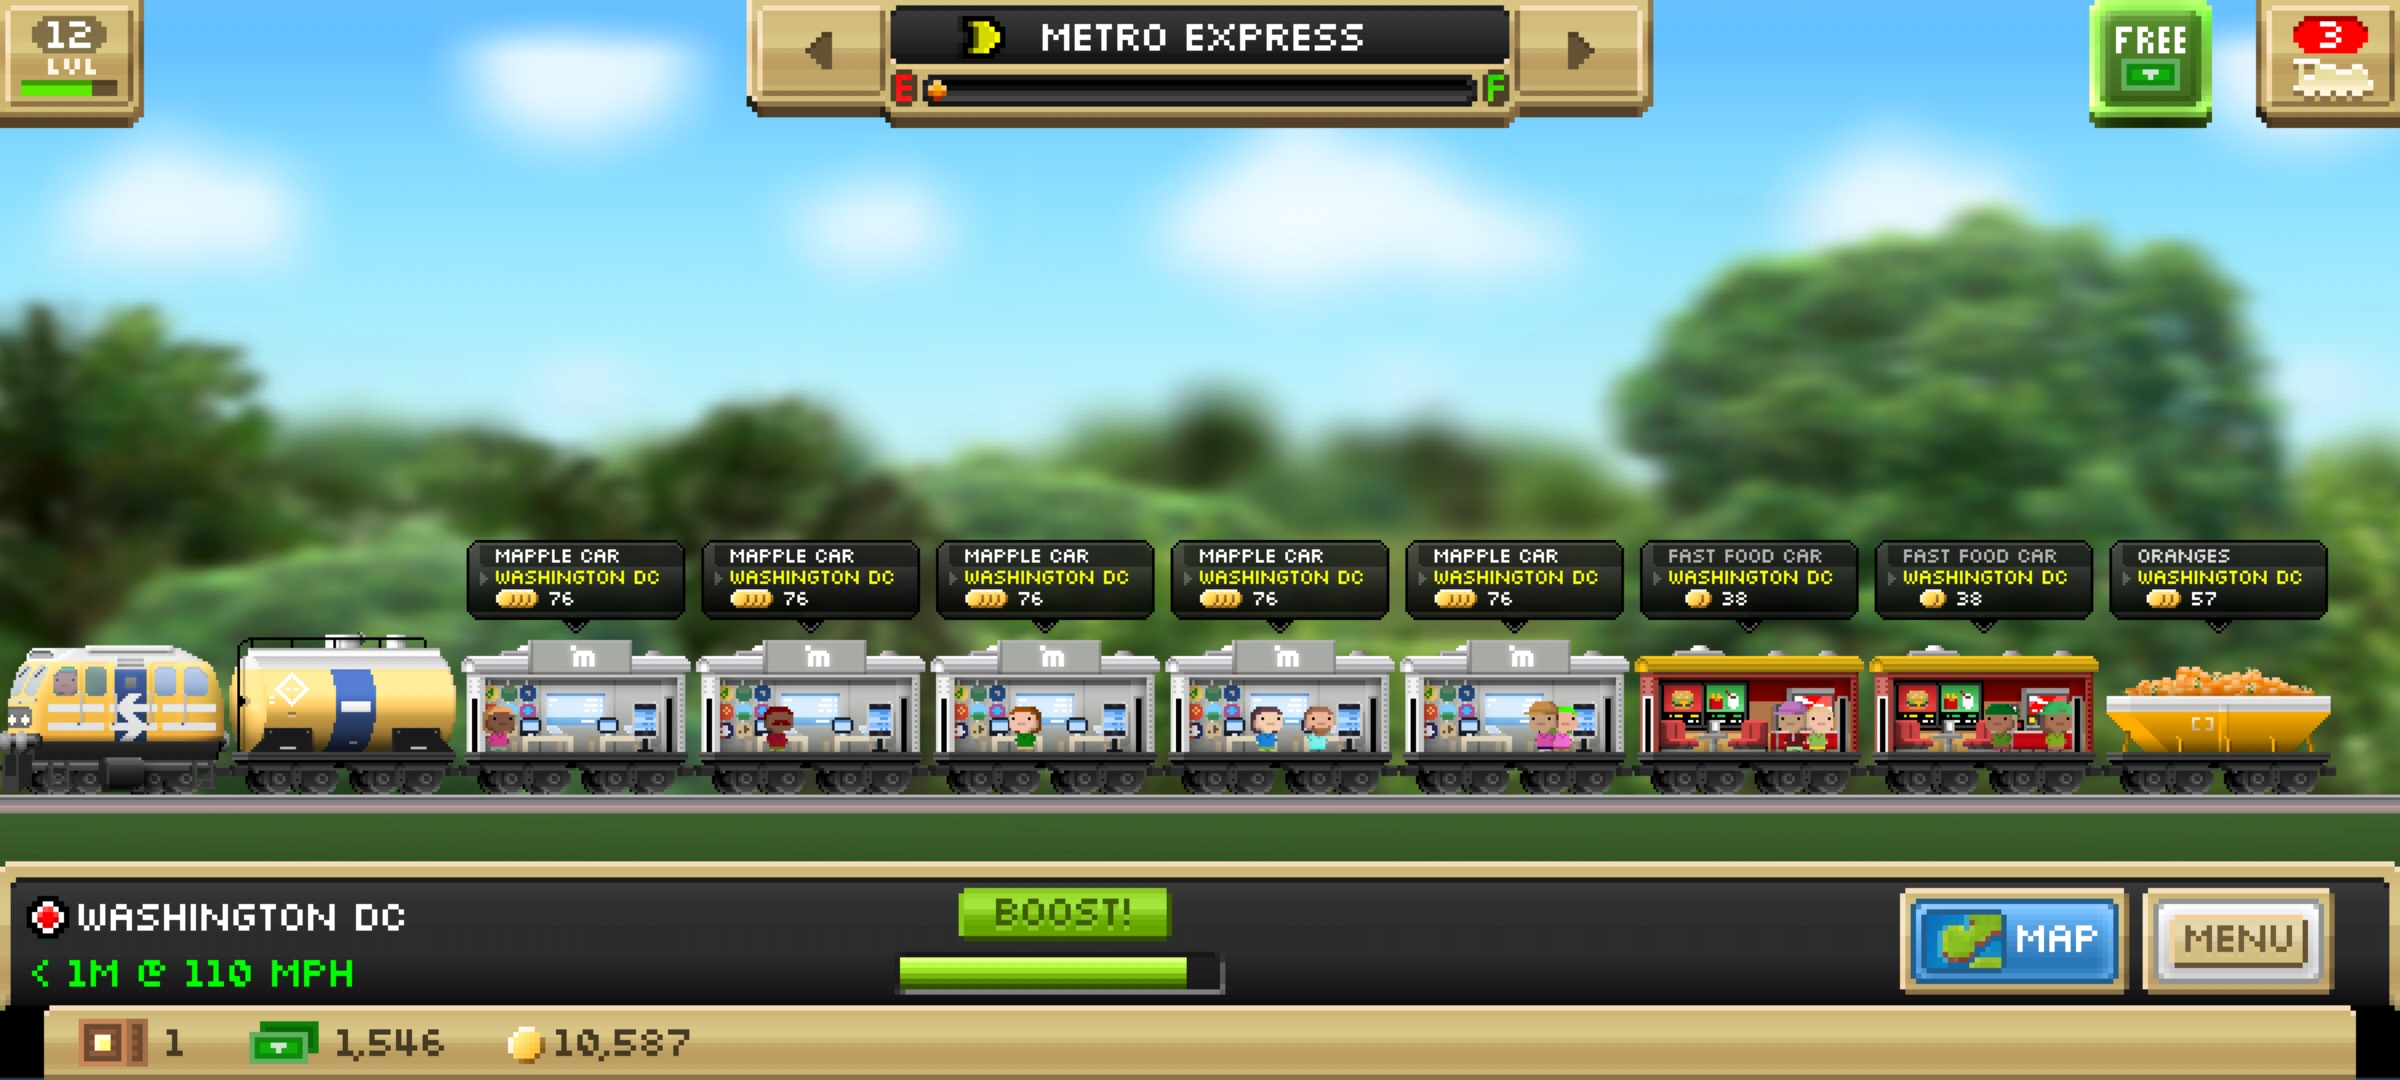 12
LVL
METRO EXPRESS
E F
FREE
3
MAPPLE CAR
WASHINGTON DC
76
MAPPLE CAR
WASHINGTON DC
76
MAPPLE CAR
WASHINGTON DC
76
MAPPLE CAR
WASHINGTON DC
76
MAPPLE CAR
WASHINGTON DC
76
FAST FOOD CAR
WASHINGTON DC
38
FAST FOOD CAR
WASHINGTON DC
38
ORANGES
WASHINGTON DC
57
m
m
m
m
m
WASHINGTON DC
< 1M @ 110 MPH
BOOST!
MAP
MENU
1
1,546
10,587